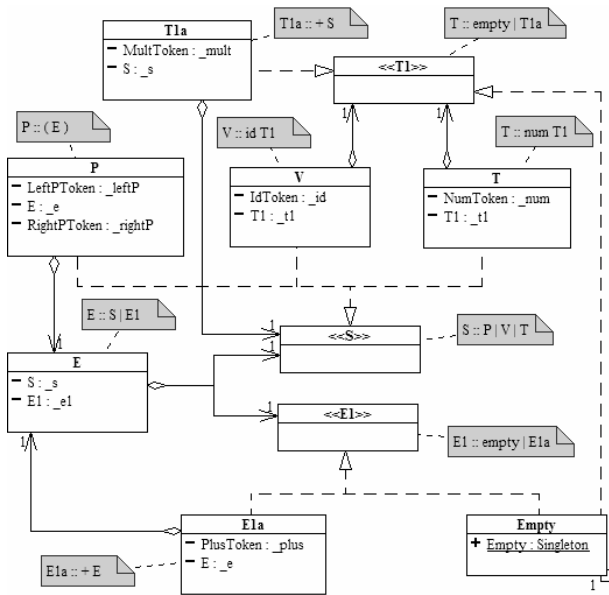 T1a
MultToken : _mult
S : _s
T1a :: + S
T :: empty | T1a
<<T1>>
1
1
1
P :: ( E )
V :: id T1
T :: num T1
P
LeftPToken : _leftP
E : _e
RightPToken : _rightP
V
IdToken : _id
T1 : _t1
T
NumToken : _num
T1 : _t1
E :: S | E1
1
1
1
<<S>>
S :: P | V | T
E
S : _s
E1 : _e1
1
<<E1>>
E1 :: empty | E1a
1
E1a
PlusToken : _plus
E : _e
E1a :: + E
Empty
+ Empty : Singleton
1